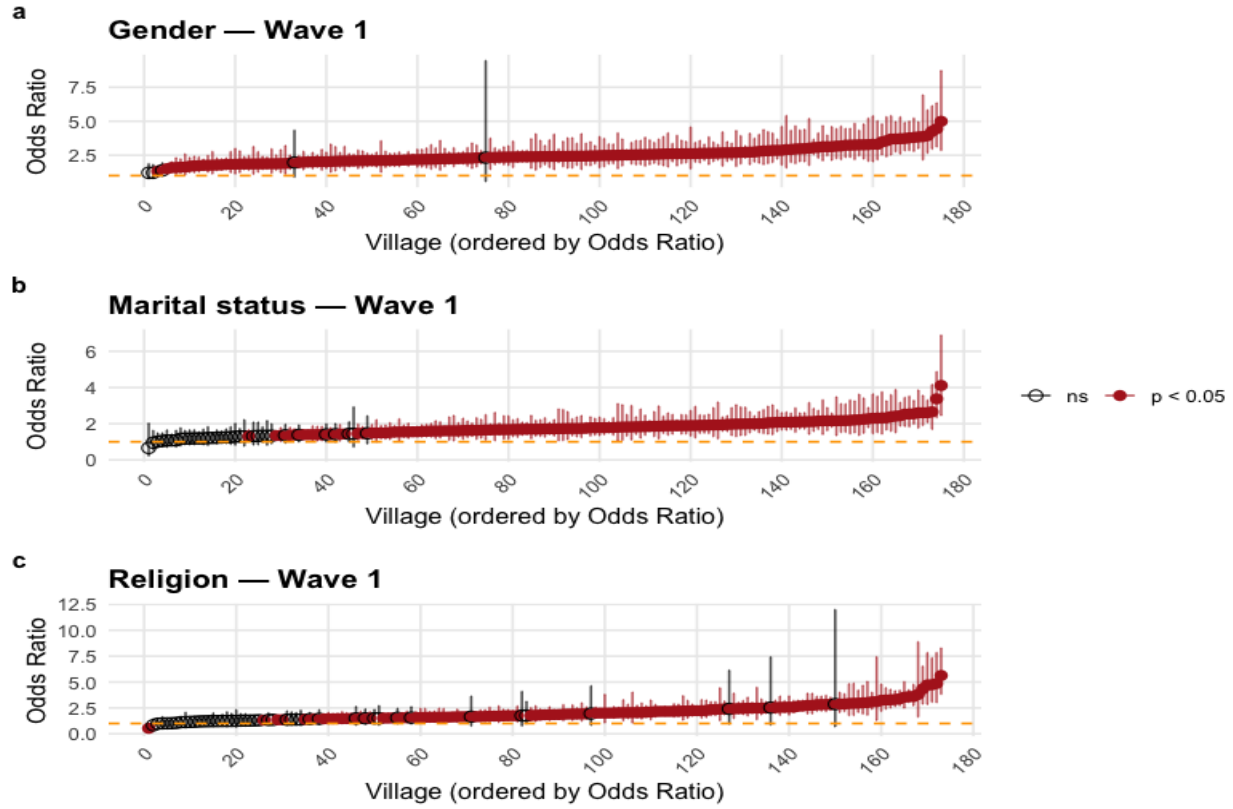 a
Gender — Wave 1
Odds Ratio
7.5
5.0
2.5
0 20 40 60 80 100 120 140 160 180
Village (ordered by Odds Ratio)
b
Marital status — Wave 1
Odds Ratio
6
4
2
0
0 20 40 60 80 100 120 140 160 180
Village (ordered by Odds Ratio)
ns p < 0.05
c
Religion — Wave 1
Odds Ratio
12.5
10.0
7.5
5.0
2.5
0.0
0 20 40 60 80 100 120 140 160 180
Village (ordered by Odds Ratio)